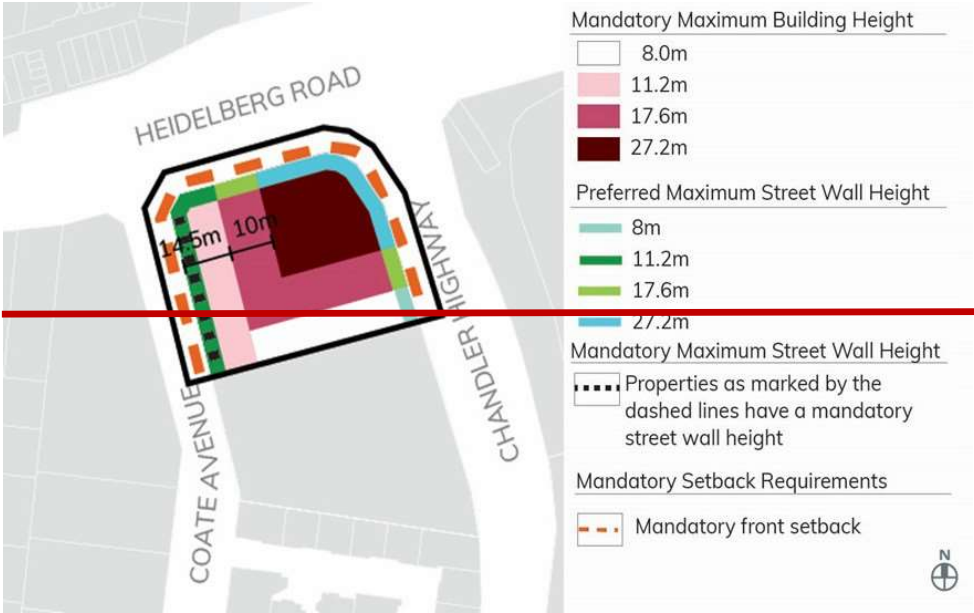 HEIDELBERG ROAD
14.5m 10m
CHANDLER HIGHWAY
COATE AVENUE
Mandatory Maximum Building Height
8.0m
11.2m
17.6m
27.2m
Preferred Maximum Street Wall Height
8m
11.2m
17.6m
27.2m
Mandatory Maximum Street Wall Height
Properties as marked by the
dashed lines have a mandatory
street wall height
Mandatory Setback Requirements
Mandatory front setback
N